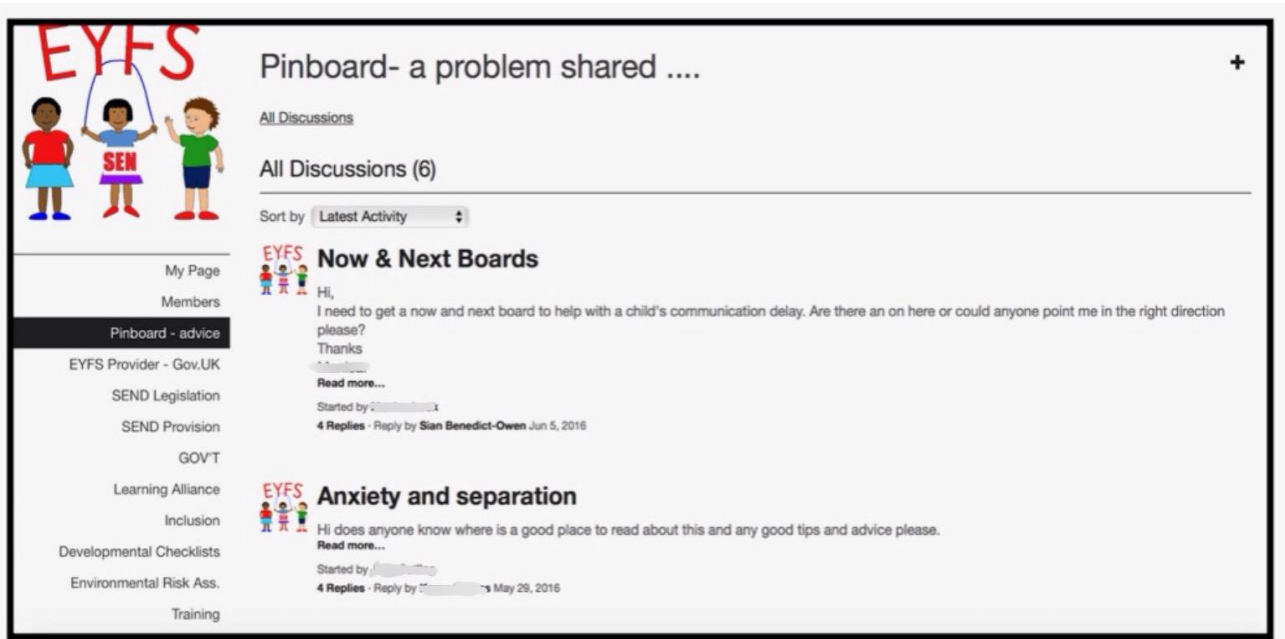 EYFS
SEN
My Page
Members
Pinboard - advice
EYFS Provider - Gov.UK
SEND Legislation
SEND Provision
GOV'T
Learning Alliance
Inclusion
Developmental Checklists
Environmental Risk Ass.
Training
Pinboard- a problem shared ....
+
All Discussions
All Discussions (6)
Sort by Latest Activity
EYFS
Now & Next Boards
Hi,
I need to get a now and next board to help with a child's communication delay. Are there an on here or could anyone point me in the right direction
please?
Thanks
Read more...
Started by
4 Replies - Reply by Sian Benedict-Owen Jun 5, 2016
EYFS
Anxiety and separation
Hi does anyone know where is a good place to read about this and any good tips and advice please.
Read more...
Started by
4 Replies - Reply by s May 29, 2016